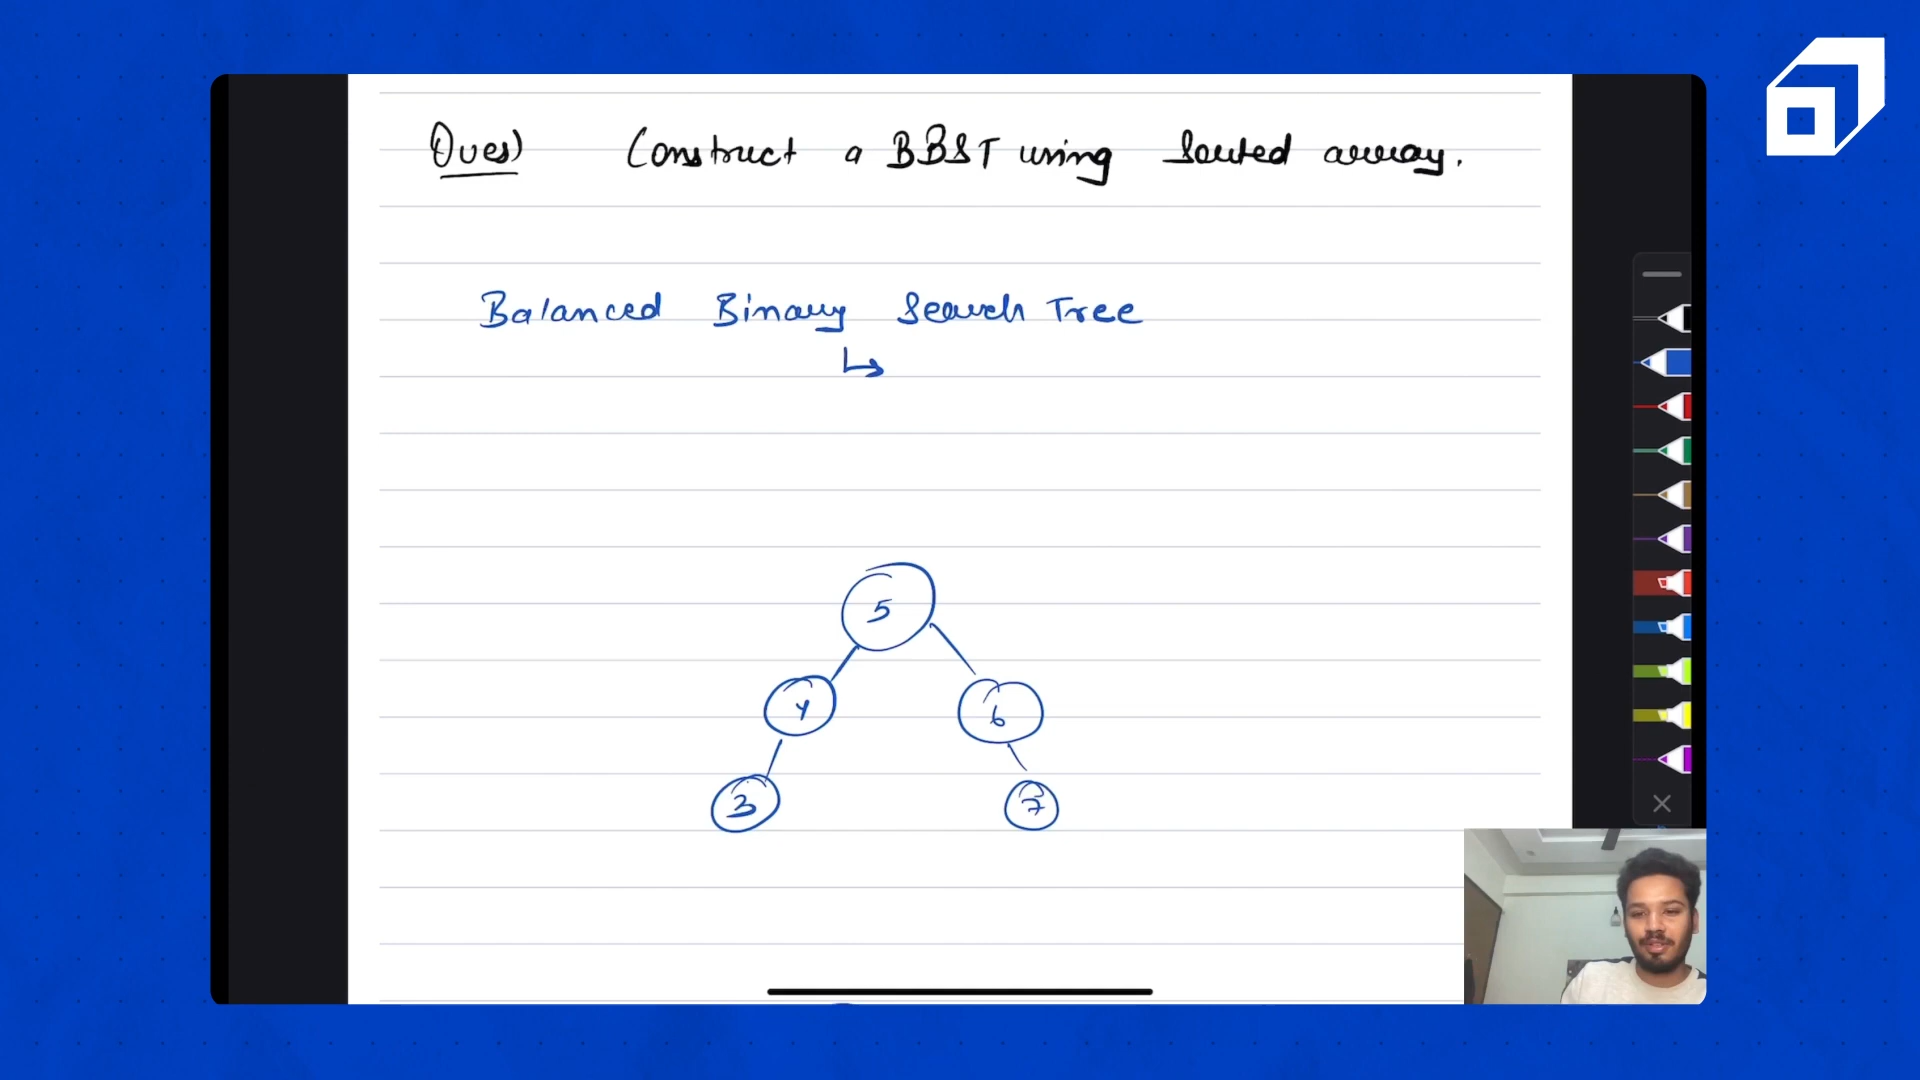 Ques) Construct a BBST using Sorted array.
Balanced Binary Search Tree
5
4 6
3 7